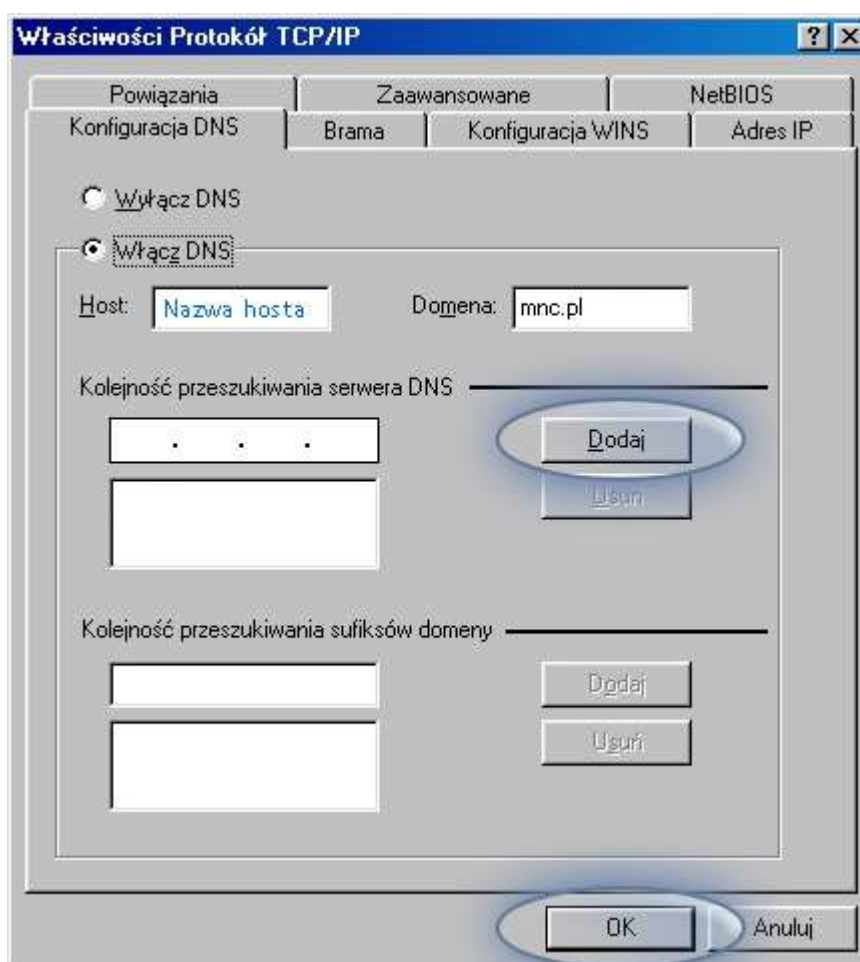 Właściwości Protokół TCP/IP
Powiązania Zaawansowane NetBIOS
Konfiguracja DNS Brama Konfiguracja WINS Adres IP
Wyłącz DNS
Włącz DNS
Host: Nazwa hosta Domena: mnc.pl
Kolejność przeszukiwania serwera DNS
. . . Dodaj
Usuń
Kolejność przeszukiwania sufiksów domeny
Dodaj
Usuń
OK Anuluj